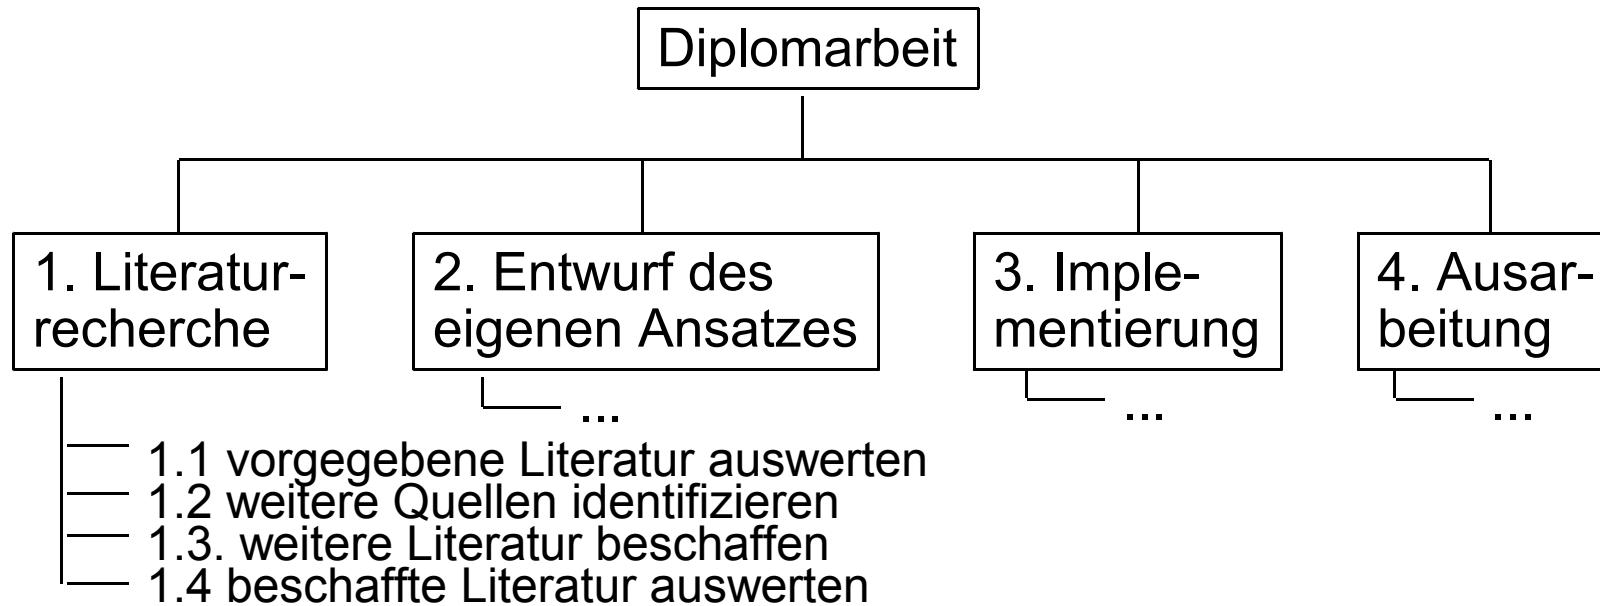 Diplomarbeit
1. Literatur-
recherche
2. Entwurf des
eigenen Ansatzes
3. Imple-
mentierung
4. Ausar-
beitung
...
...
...
1.1 vorgegebene Literatur auswerten
1.2 weitere Quellen identifizieren
1.3. weitere Literatur beschaffen
1.4 beschaffte Literatur auswerten